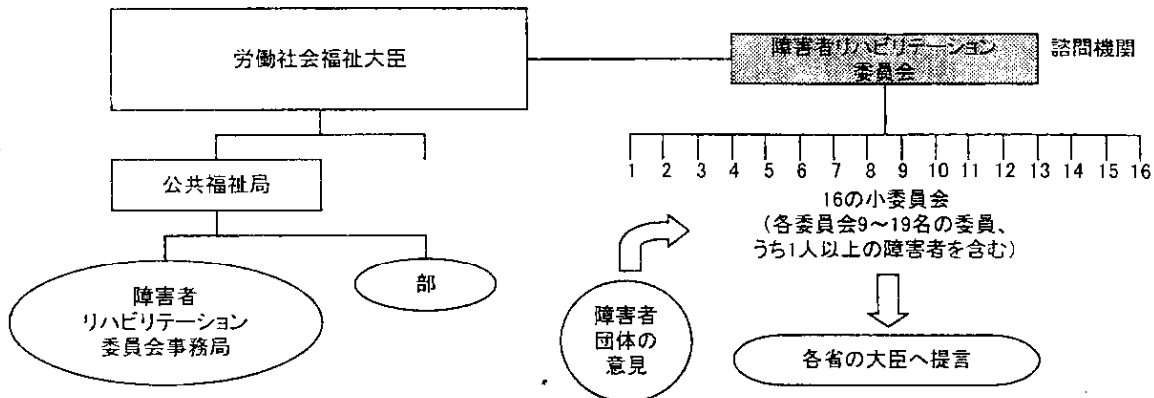 労働社会福祉大臣
障害者リハビリテーション
委員会
諮問機関
公共福祉局
1 2 3 4 5 6 7 8 9 10 11 12 13 14 15 16
16の小委員会
(各委員会9～19名の委員、
うち1人以上の障害者を含む)
障害者
リハビリテーション
委員会事務局
部
障害者
団体の
意見
各省の大臣へ提言